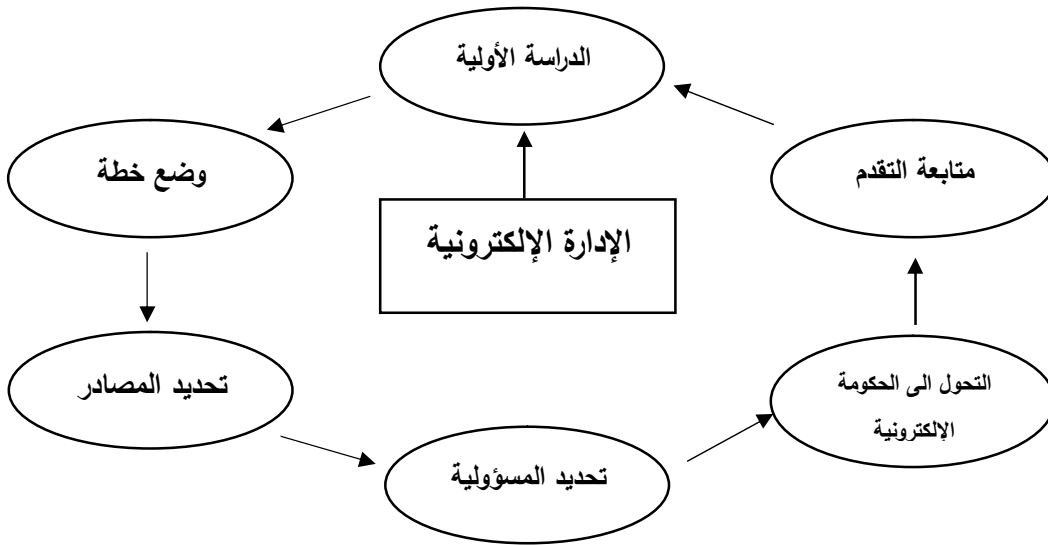 الدراسة الأولية
وضع خطة
متابعة التقدم
الإدارة الإلكترونية
تحديد المصادر
التحول الى الحكومة
الإلكترونية
تحديد المسؤولية